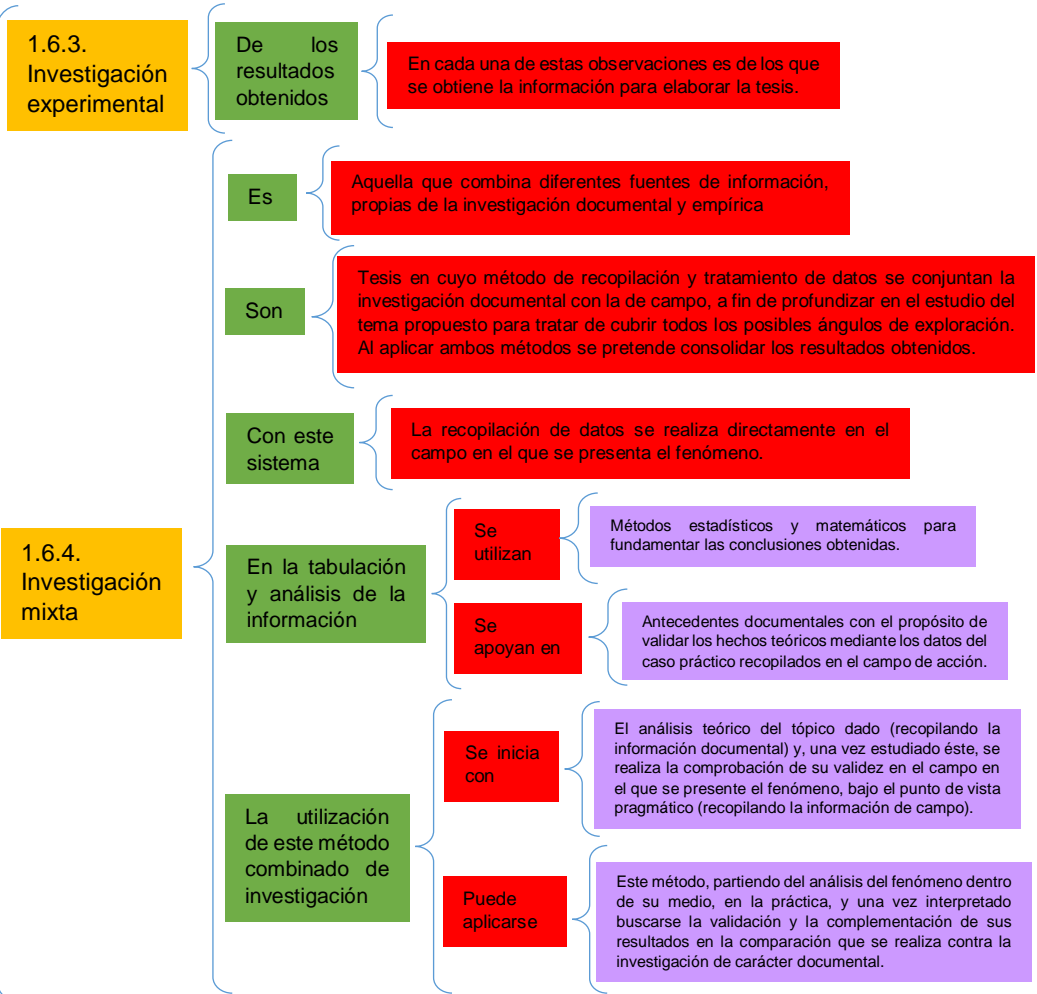 1.6.3.
Investigación
experimental
De los
resultados
obtenidos
En cada una de estas observaciones es de los que
se obtiene la información para elaborar la tesis.
1.6.4.
Investigación
mixta
Es
Aquella que combina diferentes fuentes de información,
propias de la investigación documental y empírica
Son
Tesis en cuyo método de recopilación y tratamiento de datos se conjuntan la
investigación documental con la de campo, a fin de profundizar en el estudio del
tema propuesto para tratar de cubrir todos los posibles ángulos de exploración.
Al aplicar ambos métodos se pretende consolidar los resultados obtenidos.
Con este
sistema
La recopilación de datos se realiza directamente en el
campo en el que se presenta el fenómeno.
En la tabulación
y análisis de la
información
Se
utilizan
Métodos estadísticos y matemáticos para
fundamentar las conclusiones obtenidas.
Se
apoyan en
Antecedentes documentales con el propósito de
validar los hechos teóricos mediante los datos del
caso práctico recopilados en el campo de acción.
La utilización
de este método
combinado de
investigación
Se inicia
con
El análisis teórico del tópico dado (recopilando la
información documental) y, una vez estudiado éste, se
realiza la comprobación de su validez en el campo en
el que se presente el fenómeno, bajo el punto de vista
pragmático (recopilando la información de campo).
Puede
aplicarse
Este método, partiendo del análisis del fenómeno dentro
de su medio, en la práctica, y una vez interpretado
buscarse la validación y la complementación de sus
resultados en la comparación que se realiza contra la
investigación de carácter documental.